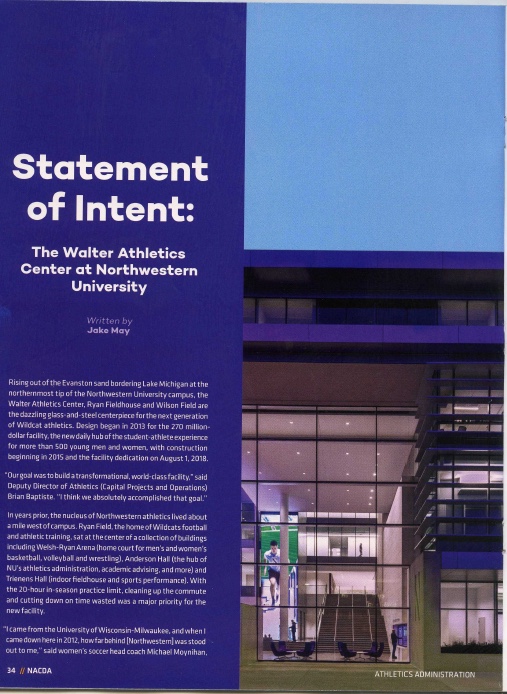 Statement
of Intent:
The Walter Athletics
Center at Northwestern
University
Written by
Jake May
Rising out of the Evanston sand bordering Lake Michigan at the
northernmost tip of the Northwestern University campus, the
Walter Athletics Center, Ryan Fieldhouse and Wilson Field are
the dazzling glass-and-steel centerpiece for the next generation
of Wildcat athletics. Design began in 2013 for the 270 million-
dollar facility, the new daily hub of the student-athlete experience
for more than 500 young men and women, with construction
beginning in 2015 and the facility dedication on August 1, 2018.
"Our goal was to build a transformational, world-class facility," said
Deputy Director of Athletics (Capital Projects and Operations)
Brian Baptiste. "I think we absolutely accomplished that goal."
In years prior, the nucleus of Northwestern athletics lived about
a mile west of campus. Ryan Field, the home of Wildcats football
and athletic training, sat at the center of a collection of buildings
including Welsh-Ryan Arena (home court for men's and women's
basketball, volleyball and wrestling), Anderson Hall (the hub of
NU's athletics administration, academic advising, and more) and
Trienens Hall (indoor fieldhouse and sports performance). With
the 20-hour in-season practice limit, cleaning up the commute
and cutting down on time wasted was a major priority for the
new facility.
"I came from the University of Wisconsin-Milwaukee, and when I
came down here in 2012, how far behind [Northwestern] was stood
out to me," said women's soccer head coach Michael Moynihan.
34 // NACDA
ATHLETICS ADMINISTRATION